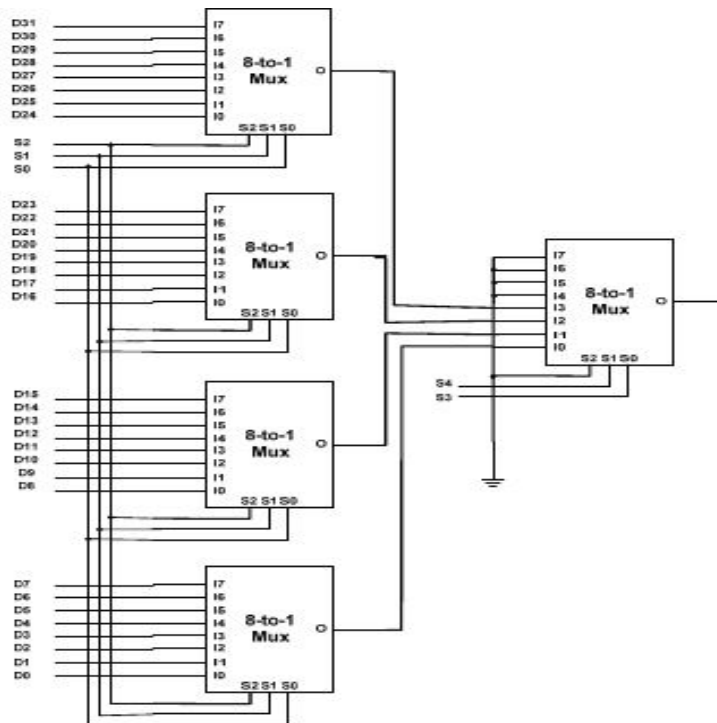 D31 I7
D30 I6
D29 I5
D28 I4
D27 I3
D26 I2
D25 I1
D24 I0
8-to-1
Mux
O
S2 S1 S0
S2
S1
S0
D23 I7
D22 I6
D21 I5
D20 I4
D19 I3
D18 I2
D17 I1
D16 I0
8-to-1
Mux
O
S2 S1 S0
I7
I6
I5
I4
I3
I2
I1
I0
8-to-1
Mux
O
S2 S1 S0
S4
S3
D15 I7
D14 I6
D13 I5
D12 I4
D11 I3
D10 I2
D9 I1
D8 I0
8-to-1
Mux
O
S2 S1 S0
D7 I7
D6 I6
D5 I5
D4 I4
D3 I3
D2 I2
D1 I1
D0 I0
8-to-1
Mux
O
S2 S1 S0